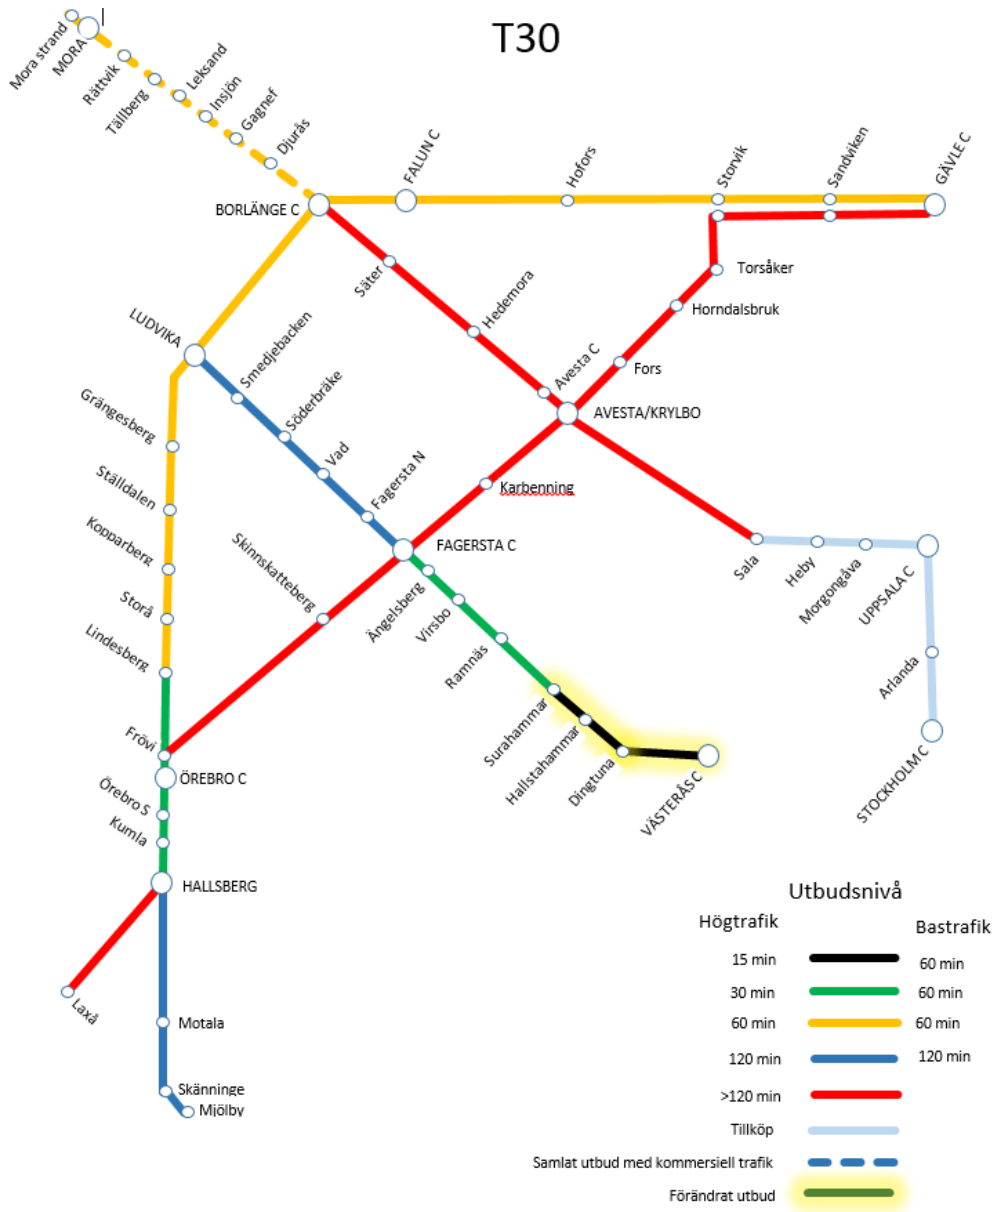 T30
Mora strand
MORA
Rättvik
Tällberg
Leksand
Insjön
Gagnef
Djurås
BORLÄNGE C
FALUN C
Hofors
Storvik
Sandviken
GÄVLE C
Säter
Hedemora
Avesta C
AVESTA/KRYLBO
Torsåker
Horndalsbruk
Fors
LUDVIKA
Smedjebacken
Söderbräke
Vad
Fagersta N
FAGERSTA C
Karbenning
Skinnskatteberg
Grängesberg
Ställdalen
Kopparberg
Storå
Lindesberg
Frövi
ÖREBRO C
Örebro S
Kumla
HALLSBERG
Laxå
Motala
Skänninge
Mjölby
Ängelsberg
Virsbo
Ramnäs
Surahammar
Hallstahammar
Dingtuna
VÄSTERÅS C
Sala
Heby
Morgongåva
UPPSALA C
Arlanda
STOCKHOLM C
Utbudsnivå
Högtrafik Bastrafik
15 min 60 min
30 min 60 min
60 min 60 min
120 min 120 min
>120 min
Tillköp
Samlat utbud med kommersiell trafik
Förändrat utbud